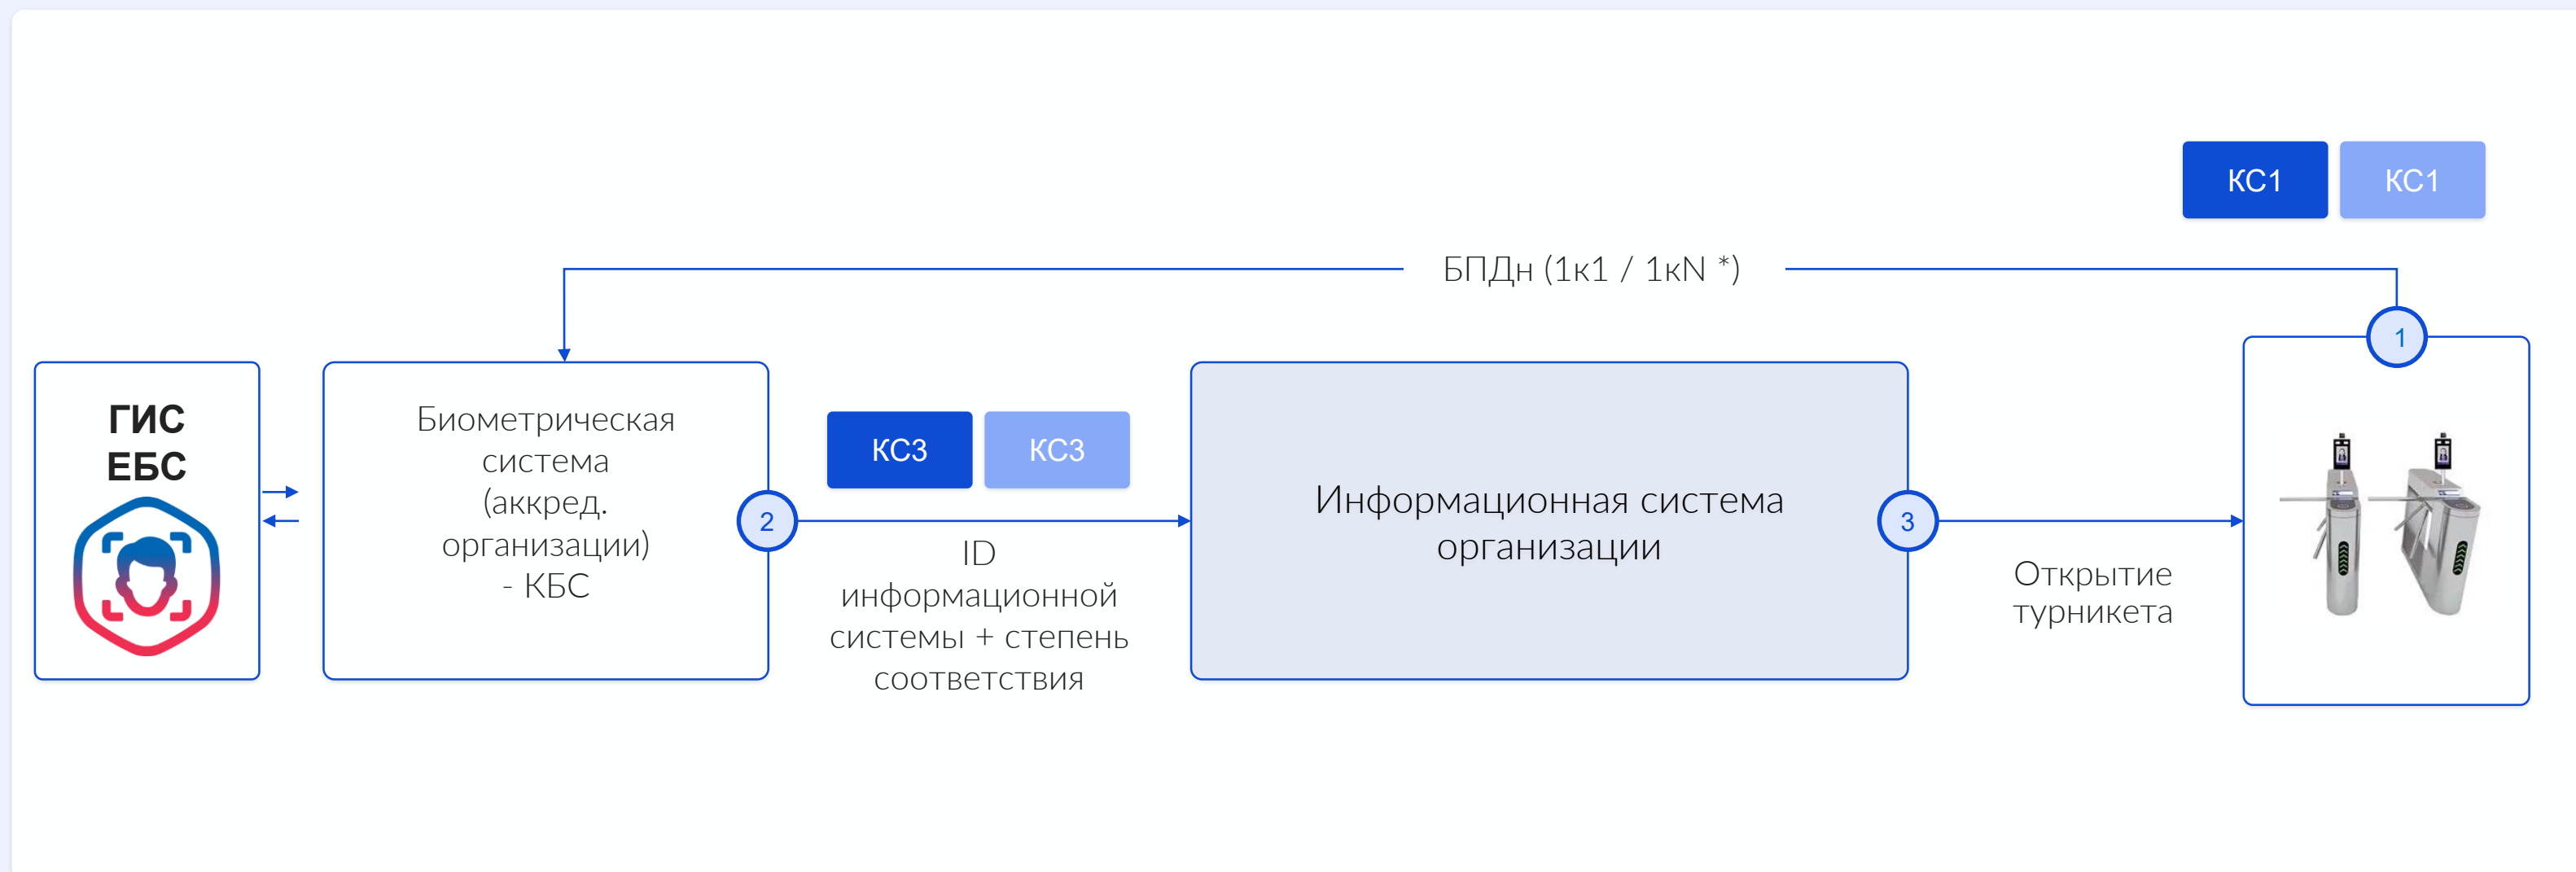 КС1 КС1
БПДн (1к1 / 1кN *)
1
ГИС
ЕБС
Биометрическая
система
(аккред.
организации)
- КБС
2
КС3 КС3
ID
информационной
системы + степень
соответствия
Информационная система
организации
3
Открытие
турникета